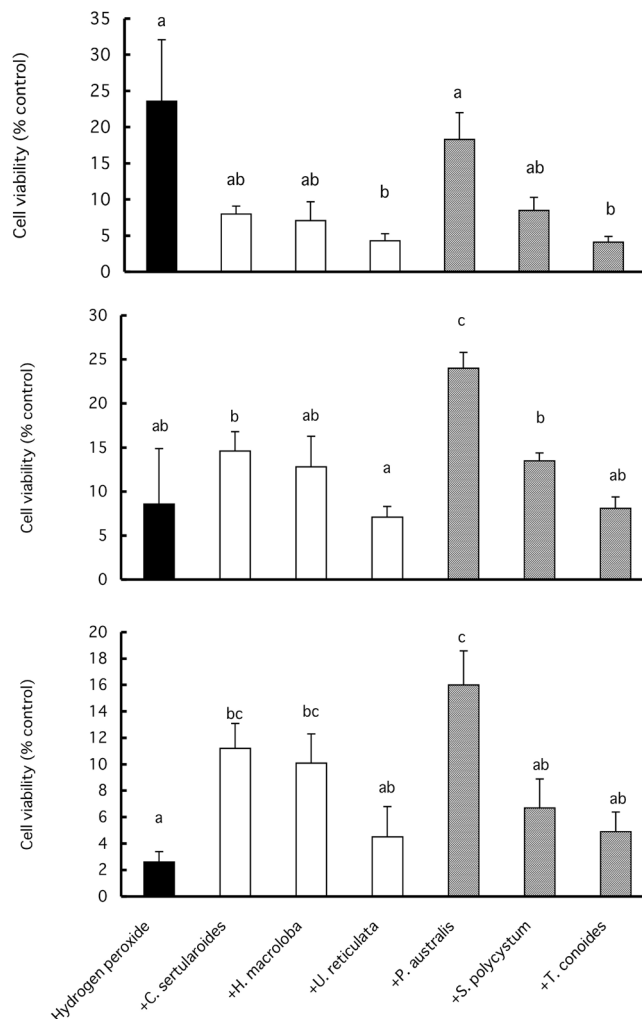 Cell viability (% control)
35
30
25
20
15
10
5
0
a
ab
ab
b
a
ab
b
Cell viability (% control)
30
25
20
15
10
5
0
ab
b
ab
a
c
b
ab
Cell viability (% control)
20
18
16
14
12
10
8
6
4
2
0
a
bc
bc
ab
c
ab
ab
Hydrogen peroxide
+C. sertularoides
+H. macroloba
+U. reticulata
+P. australis
+S. polycystum
+T. conoides